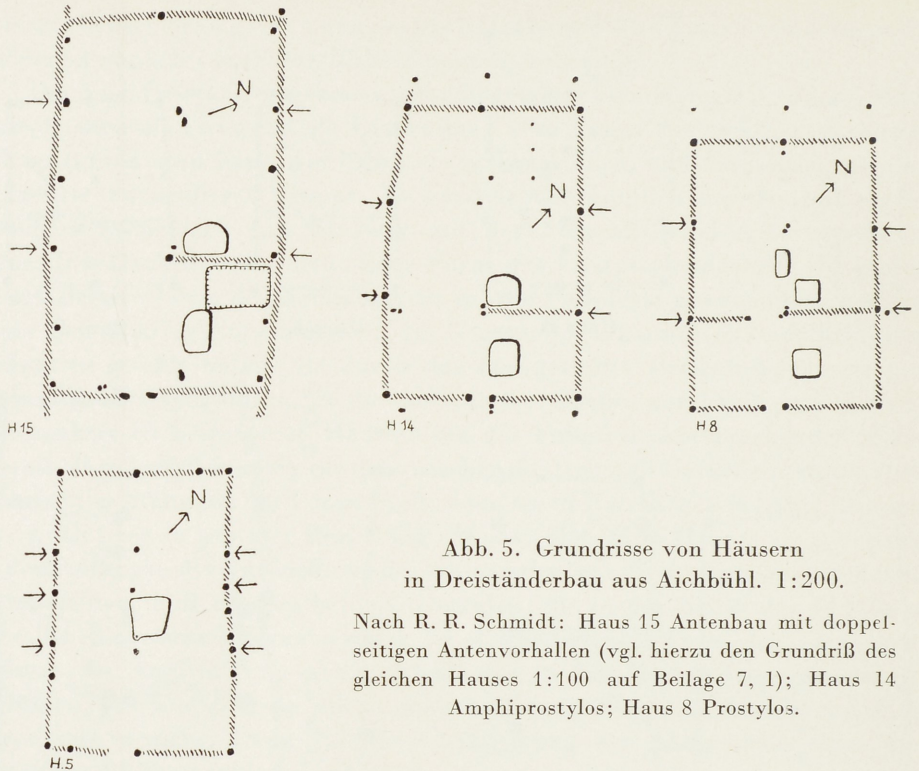 N
H 15
N
H 14
N
H 8
N
H.5
Abb. 5. Grundrisse von Häusern
in Dreiständerbau aus Aichbühl. 1:200.
Nach R. R. Schmidt: Haus 15 Antenbau mit doppel-
seitigen Antenvorhallen (vgl. hierzu den Grundriß des
gleichen Hauses 1:100 auf Beilage 7, 1); Haus 14
Amphiprostylos; Haus 8 Prostylos.